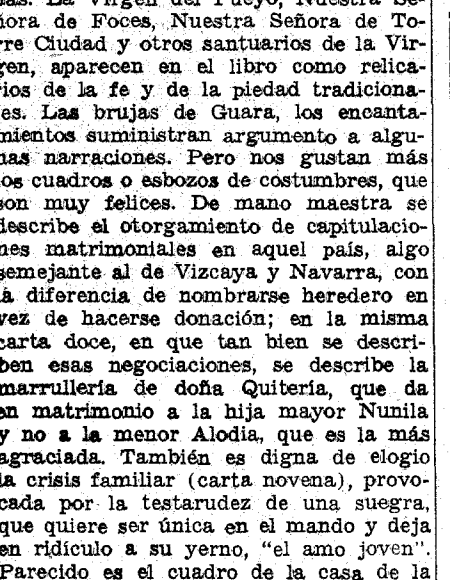 nas. La Virgen del Pueyo, Nuestra Se-
ñora de Foces, Nuestra Señora de To-
rre Ciudad y otros santuarios de la Vir-
gen, aparecen en el libro como relica-
rios de la fe y de la piedad tradiciona-
es. Las brujas de Guara, los encanta-
mientos suministran argumento a algu-
nas narraciones. Pero nos gustan más
os cuadros o esbozos de costumbres, que
son muy felices. De mano maestra se
describe el otorgamiento de capitulacio-
nes matrimoniales en aquel país, algo
semejante al de Vizcaya y Navarra, con
a diferencia de nombrarse heredero en
vez de hacerse donación; en la misma
carta doce, en que tan bien se descri-
ben esas negociaciones, se describe la
marrullería de doña Quiteria, que da
en matrimonio a la hija mayor Nunila
y no a la menor Alodia, que es la más
agraciada. También es digna de elogio
la crisis familiar (carta novena), provo-
cada por la testarudez de una suegra,
que quiere ser única en el mando y deja
en ridículo a su yerno, "el amo joven".
Parecido es el cuadro de la casa de la